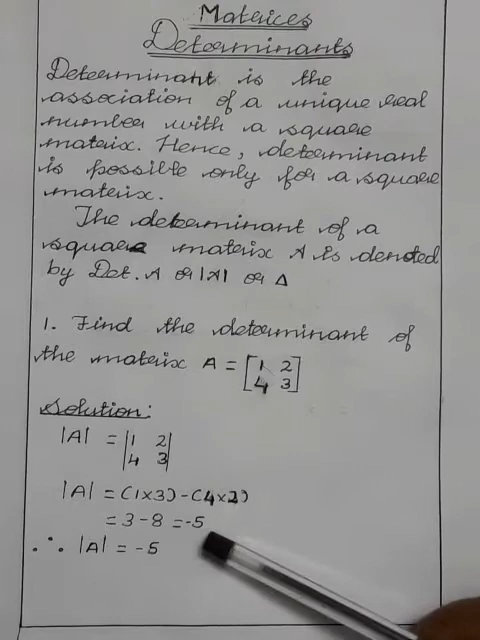 Matrices
Determinants
Determinant is the
association of a unique real
number with a square
matrix. Hence, determinant
is possible only for a square
matrix.
The determinant of a
square matrix A is denoted
by Det. A or |A| or Δ
1. Find the determinant of
the matrix A = [1 2
4 3]
Solution:
|A| = |1 2|
|4 3|
|A| = (1×3) - (4×2)
= 3 - 8 = -5
∴ |A| = -5